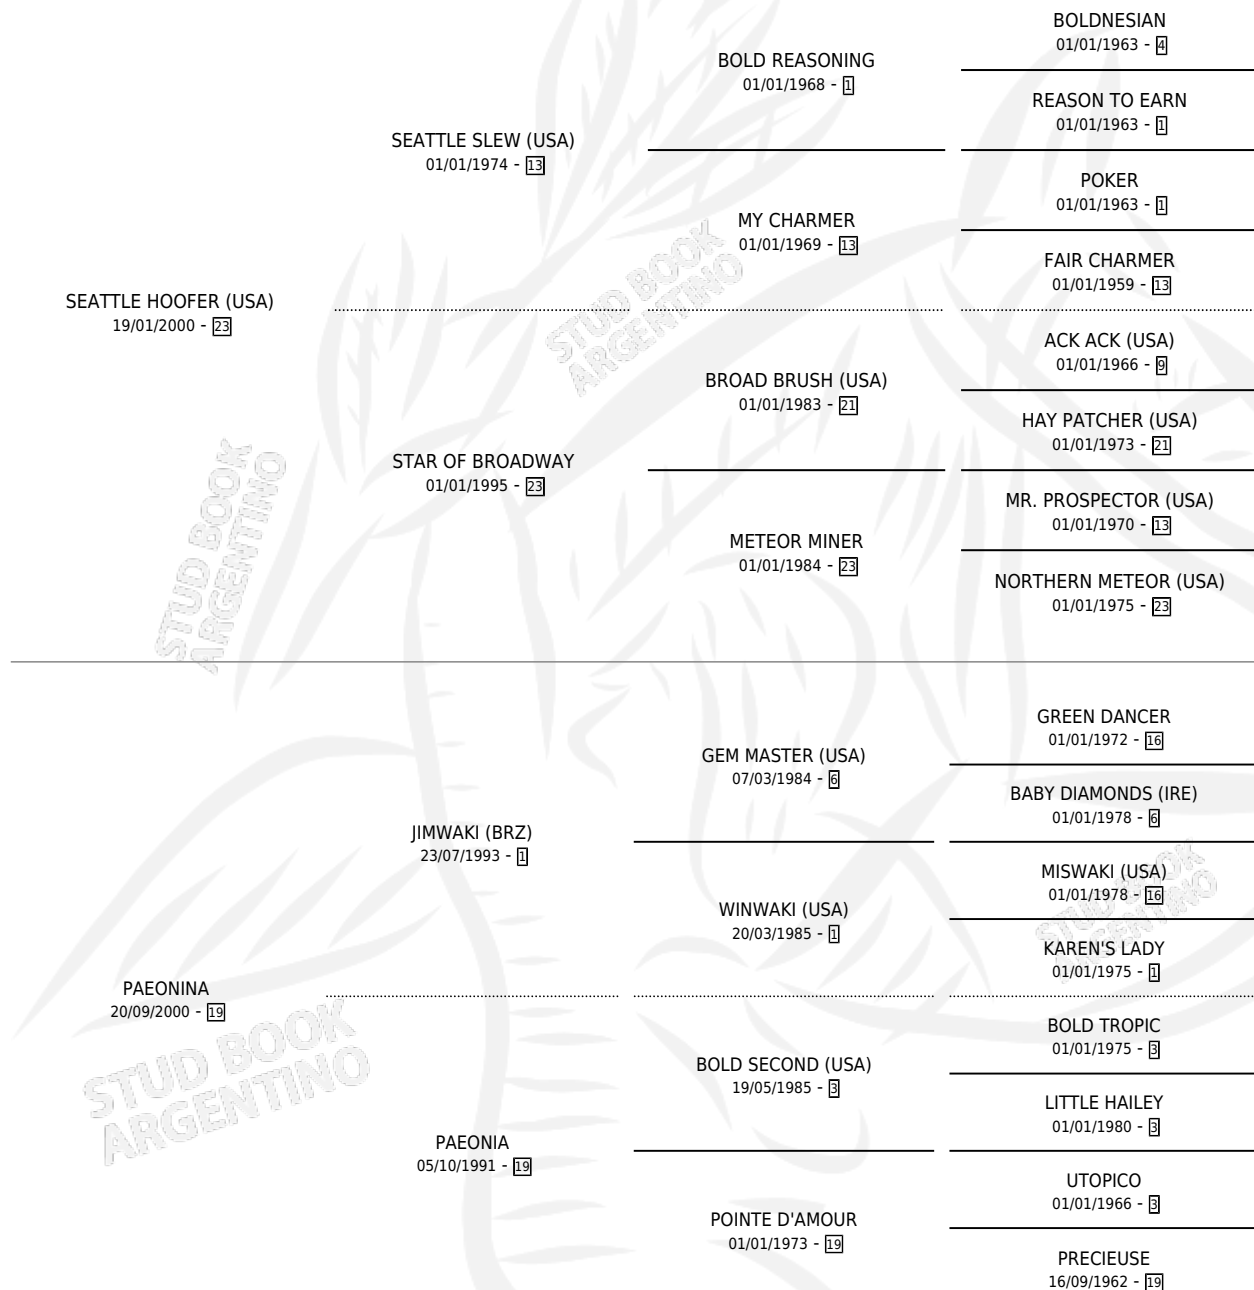 BOLDNESIAN
01/01/1963 - 4
BOLD REASONING
01/01/1968 - 1
REASON TO EARN
01/01/1963 - 1
SEATTLE SLEW (USA)
01/01/1974 - 13
POKER
01/01/1963 - 1
MY CHARMER
01/01/1969 - 13
FAIR CHARMER
01/01/1959 - 13
SEATTLE HOOFER (USA)
19/01/2000 - 23
STUD BOOK
ARGENTINO
ACK ACK (USA)
01/01/1966 - 9
BROAD BRUSH (USA)
01/01/1983 - 21
HAY PATCHER (USA)
01/01/1973 - 21
STAR OF BROADWAY
01/01/1995 - 23
MR. PROSPECTOR (USA)
01/01/1970 - 13
METEOR MINER
01/01/1984 - 23
NORTHERN METEOR (USA)
01/01/1975 - 23
STUD BOOK
ARGENTINO
GREEN DANCER
01/01/1972 - 16
GEM MASTER (USA)
07/03/1984 - 6
BABY DIAMONDS (IRE)
01/01/1978 - 6
JIMWAKI (BRZ)
23/07/1993 - 1
MISWAKI (USA)
01/01/1978 - 16
WINWAKI (USA)
20/03/1985 - 1
STUD BOOK
ARGENTINO
KAREN'S LADY
01/01/1975 - 1
PAEONINA
20/09/2000 - 19
STUD BOOK
ARGENTINO
BOLD TROPIC
01/01/1975 - 3
BOLD SECOND (USA)
19/05/1985 - 3
LITTLE HAILEY
01/01/1980 - 3
PAEONIA
05/10/1991 - 19
UTOPICO
01/01/1966 - 3
POINTE D'AMOUR
01/01/1973 - 19
PRECIEUSE
16/09/1962 - 19